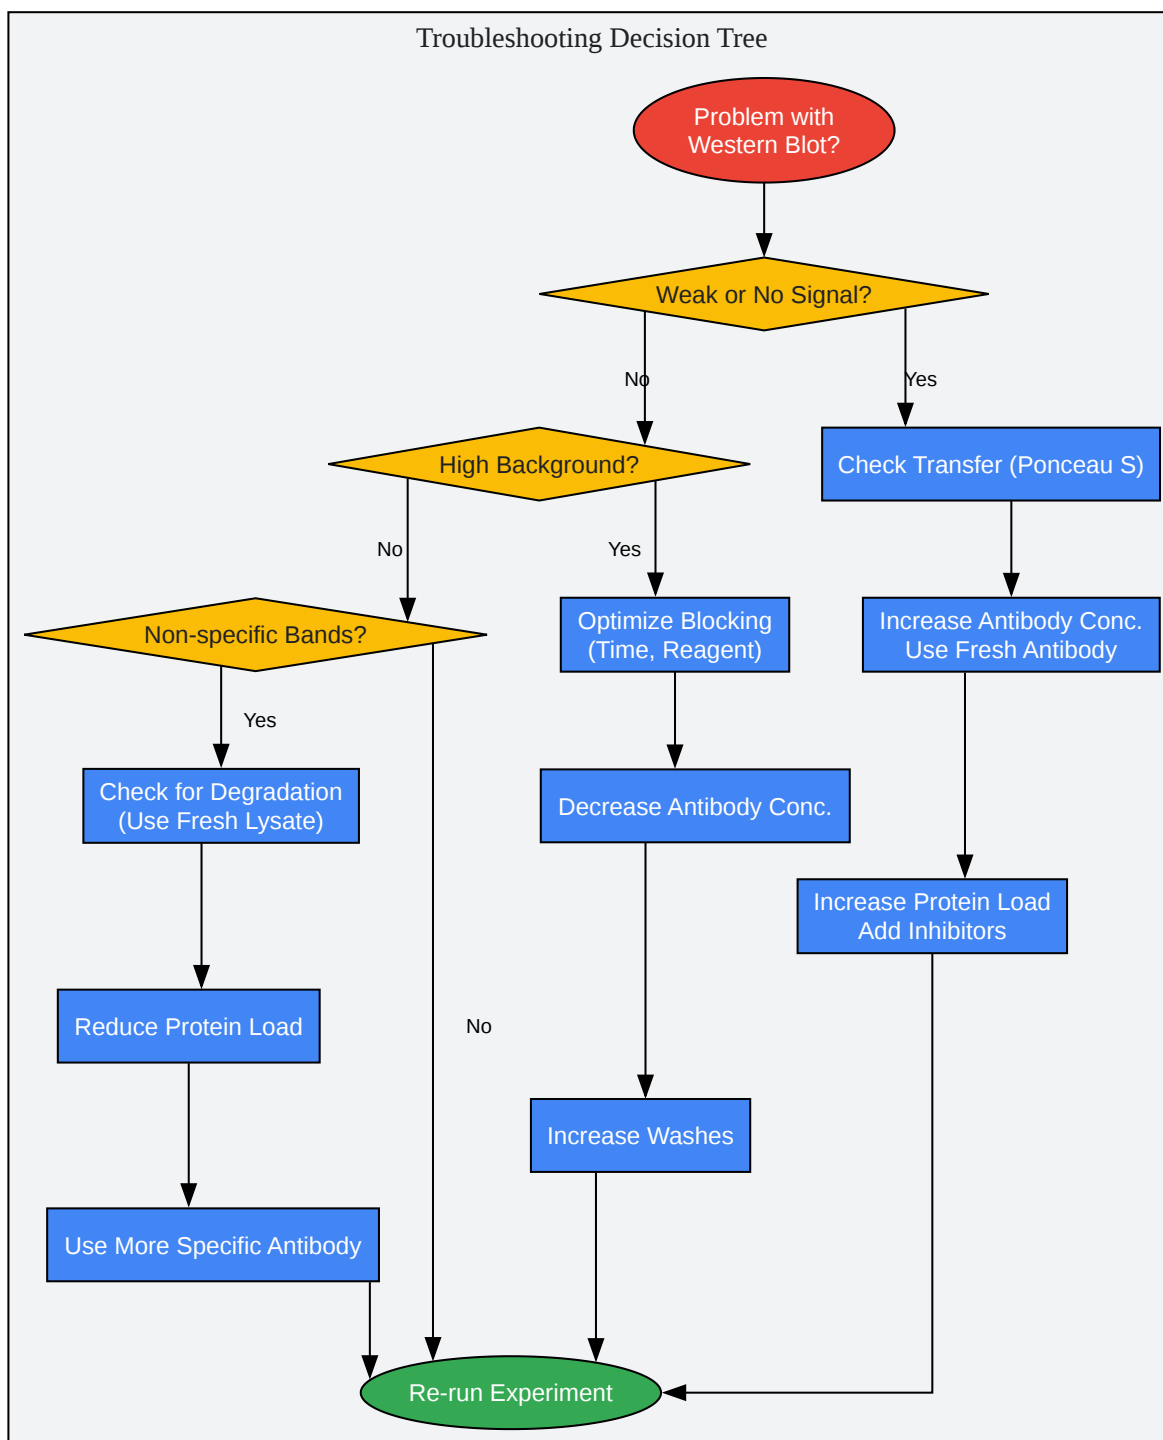 Troubleshooting Decision Tree
Problem with
Western Blot?
Weak or No Signal?
No
Yes
High Background?
Check Transfer (Ponceau S)
No
Yes
Non-specific Bands?
Optimize Blocking
(Time, Reagent)
Increase Antibody Conc.
Use Fresh Antibody
Yes
Check for Degradation
(Use Fresh Lysate)
Decrease Antibody Conc.
Increase Protein Load
Add Inhibitors
Reduce Protein Load
No
Increase Washes
Use More Specific Antibody
Re-run Experiment